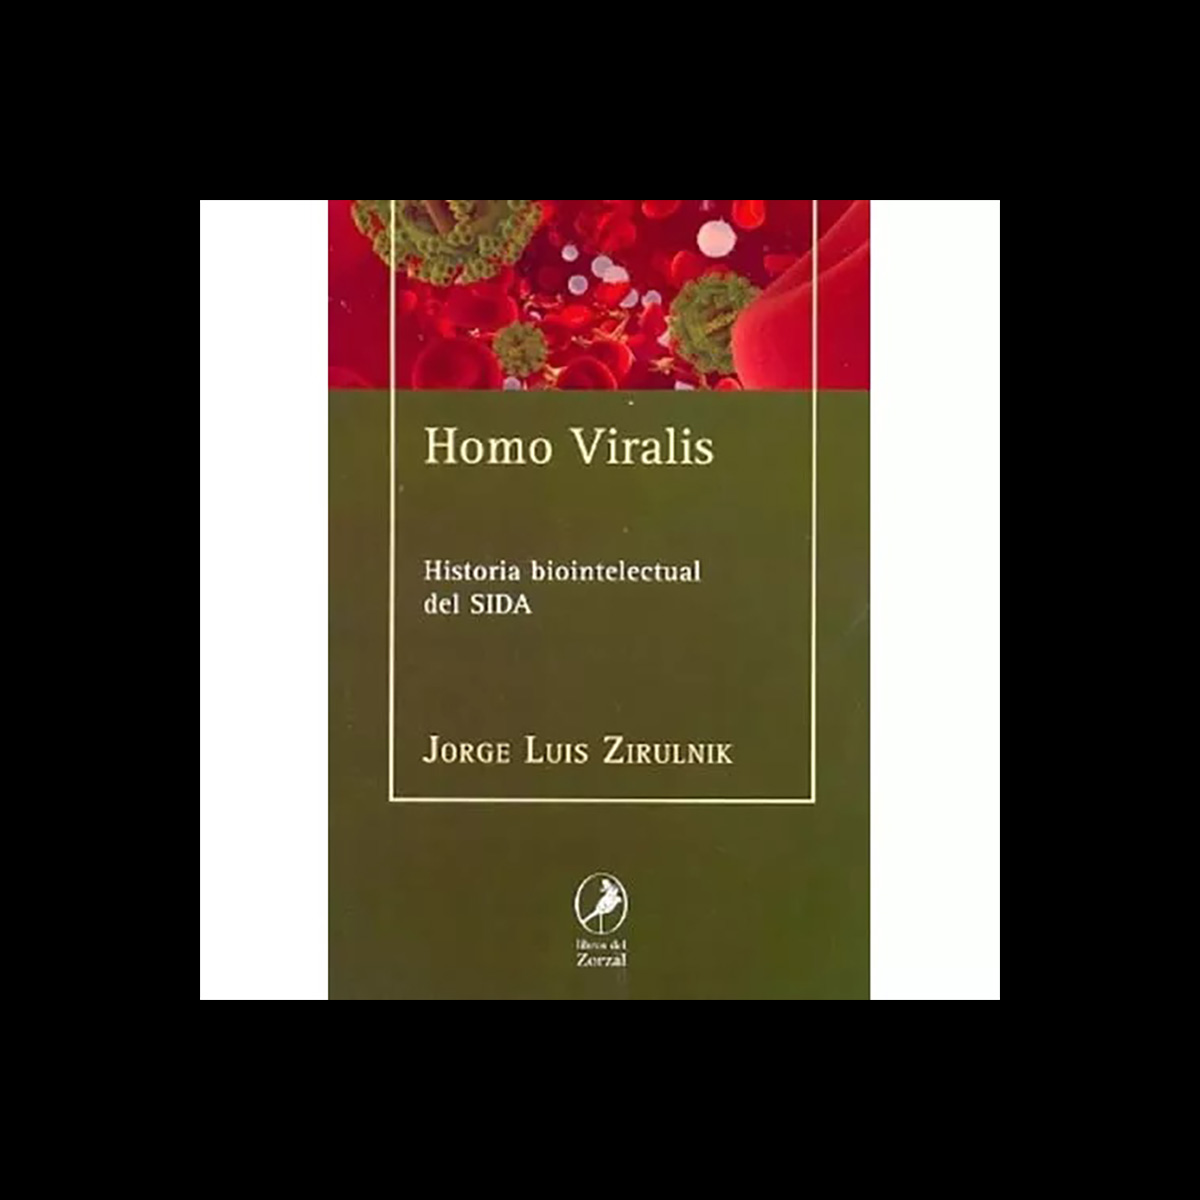 Homo Viralis
Historia biointelectual
del SIDA
JORGE LUIS ZIRULNIK
libros del
Zorzal